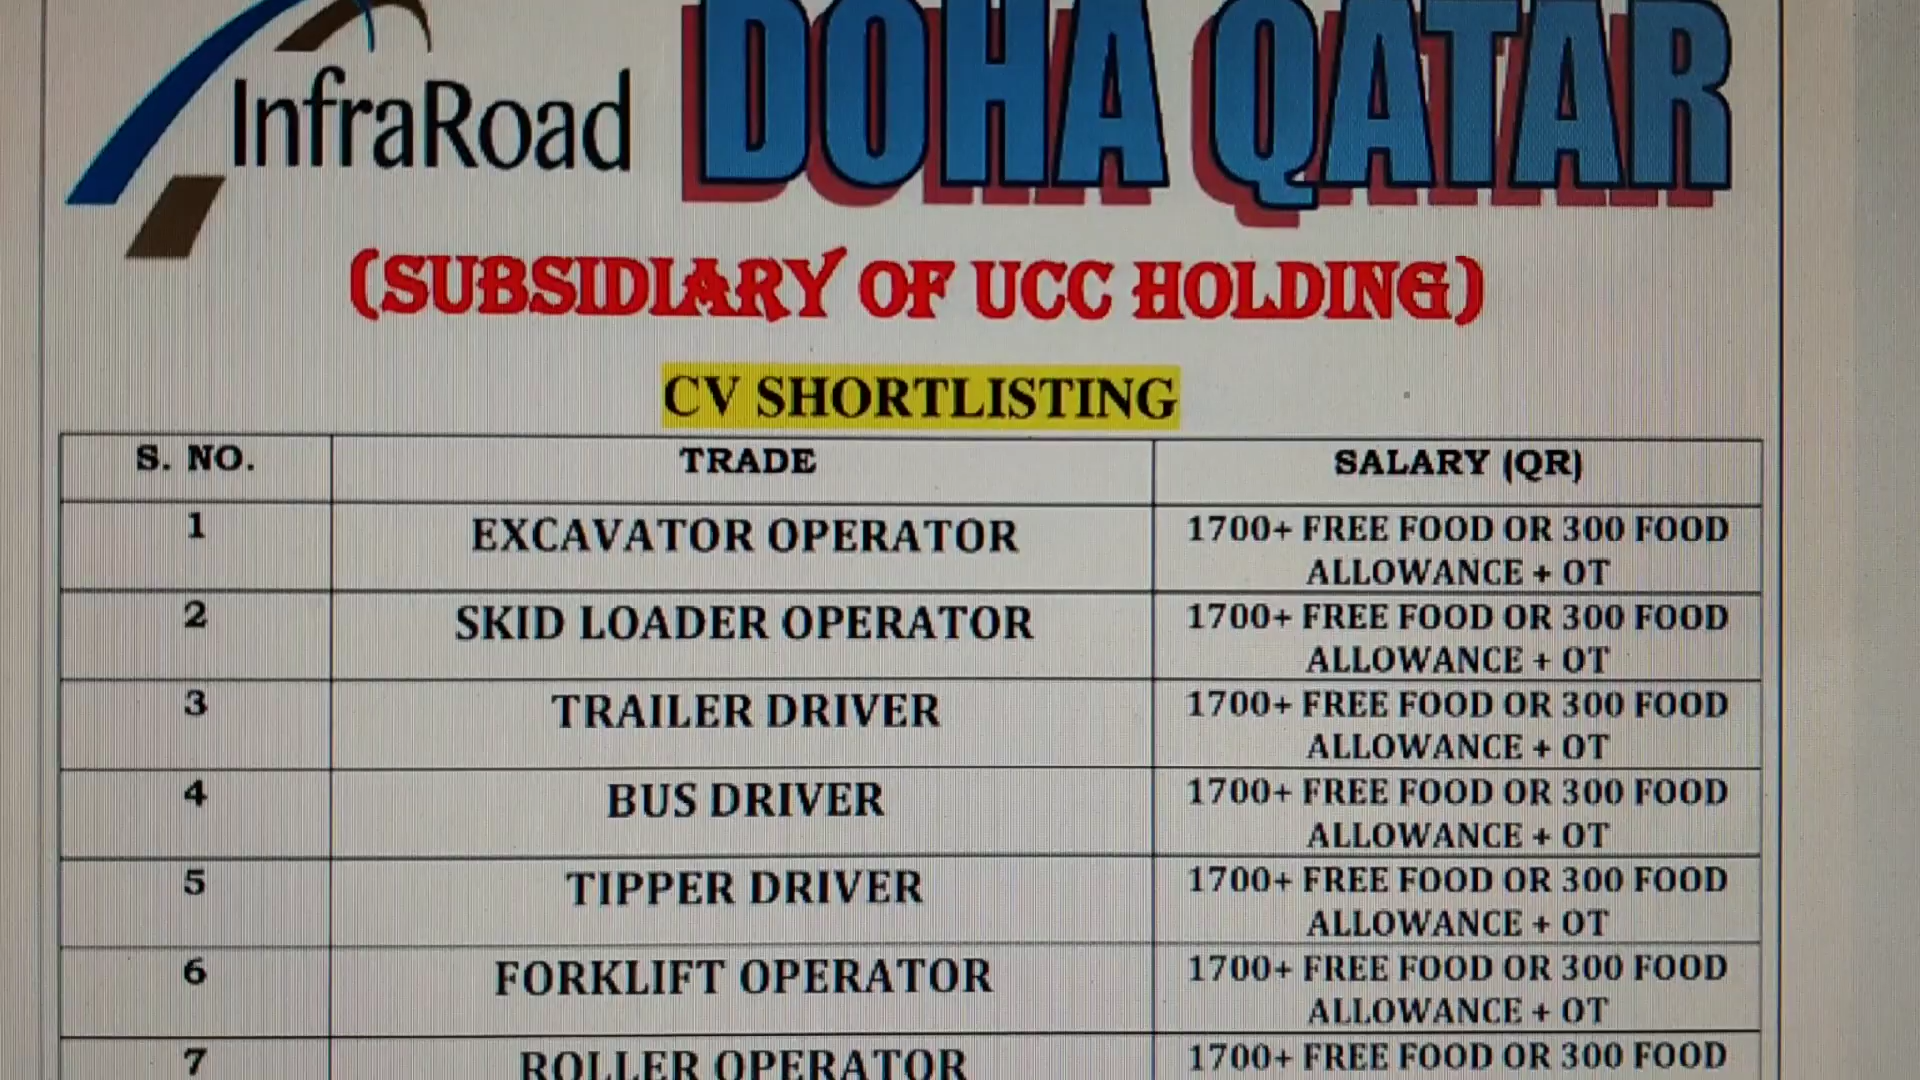 InfraRoad DOHA QATAR
(SUBSIDIARY OF UCC HOLDING)
CV SHORTLISTING
S. NO. TRADE SALARY (QR)
1 EXCAVATOR OPERATOR 1700+ FREE FOOD OR 300 FOOD
ALLOWANCE + OT
2 SKID LOADER OPERATOR 1700+ FREE FOOD OR 300 FOOD
ALLOWANCE + OT
3 TRAILER DRIVER 1700+ FREE FOOD OR 300 FOOD
ALLOWANCE + OT
4 BUS DRIVER 1700+ FREE FOOD OR 300 FOOD
ALLOWANCE + OT
5 TIPPER DRIVER 1700+ FREE FOOD OR 300 FOOD
ALLOWANCE + OT
6 FORKLIFT OPERATOR 1700+ FREE FOOD OR 300 FOOD
ALLOWANCE + OT
7 ROLLER OPERATOR 1700+ FREE FOOD OR 300 FOOD